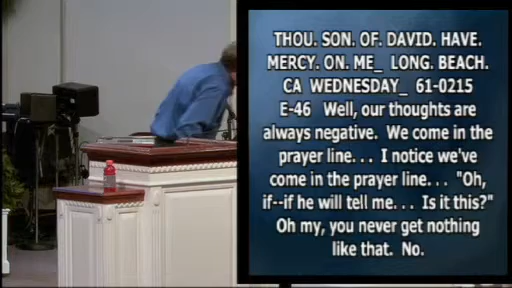 THOU. SON. OF. DAVID. HAVE.
MERCY. ON. ME_ LONG. BEACH.
CA WEDNESDAY_ 61-0215
E-46 Well, our thoughts are
always negative. We come in the
prayer line. . . I notice we've
come in the prayer line. . . "Oh,
if--if he will tell me. . . Is it this?"
Oh my, you never get nothing
like that. No.